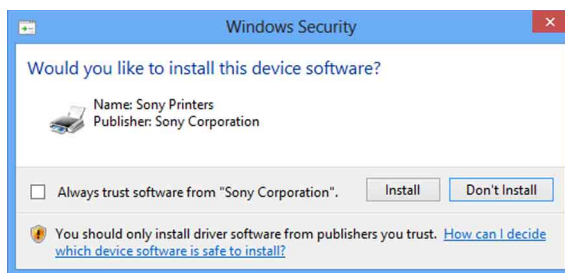 Windows Security
Would you like to install this device software?
Name: Sony Printers
Publisher: Sony Corporation
Always trust software from "Sony Corporation".
Install
Don't Install
You should only install driver software from publishers you trust. How can I decide
which device software is safe to install?